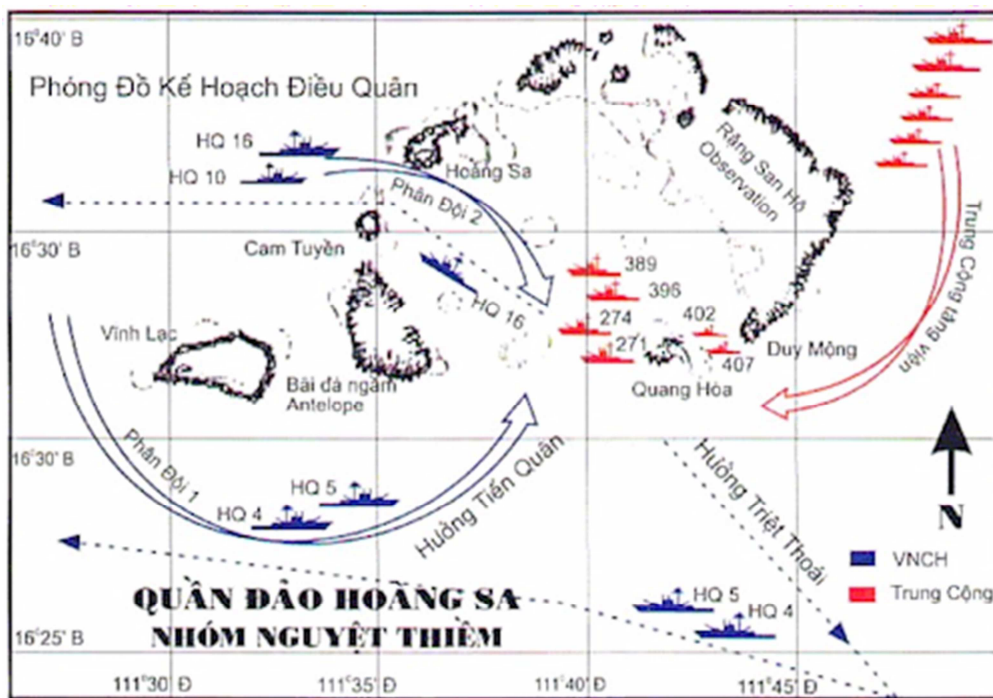 16°40' B
Phóng Đồ Kế Hoạch Điều Quân
HQ 16
HQ 10
Hoàng Sa
Phân Đội 2
Rặng San Hô
Observation
Trung Cộng tăng viện
16°30' B
Cam Tuyền
HQ 16
389
396
274
402
271
407
Duy Mộng
Quang Hòa
Vĩnh Lạc
Bãi đá ngầm
Antelope
16°30' B
Phân Đội 1
HQ 5
HQ 4
Hướng Tiến Quân
Hướng Triệt Thoái
N
VNCH
Trung Cộng
QUẦN ĐẢO HOÀNG SA
NHÓM NGUYỆT THIỀM
HQ 5
HQ 4
16°25' B
111°30 Đ
111°35' Đ
111°40' Đ
111°45' Đ